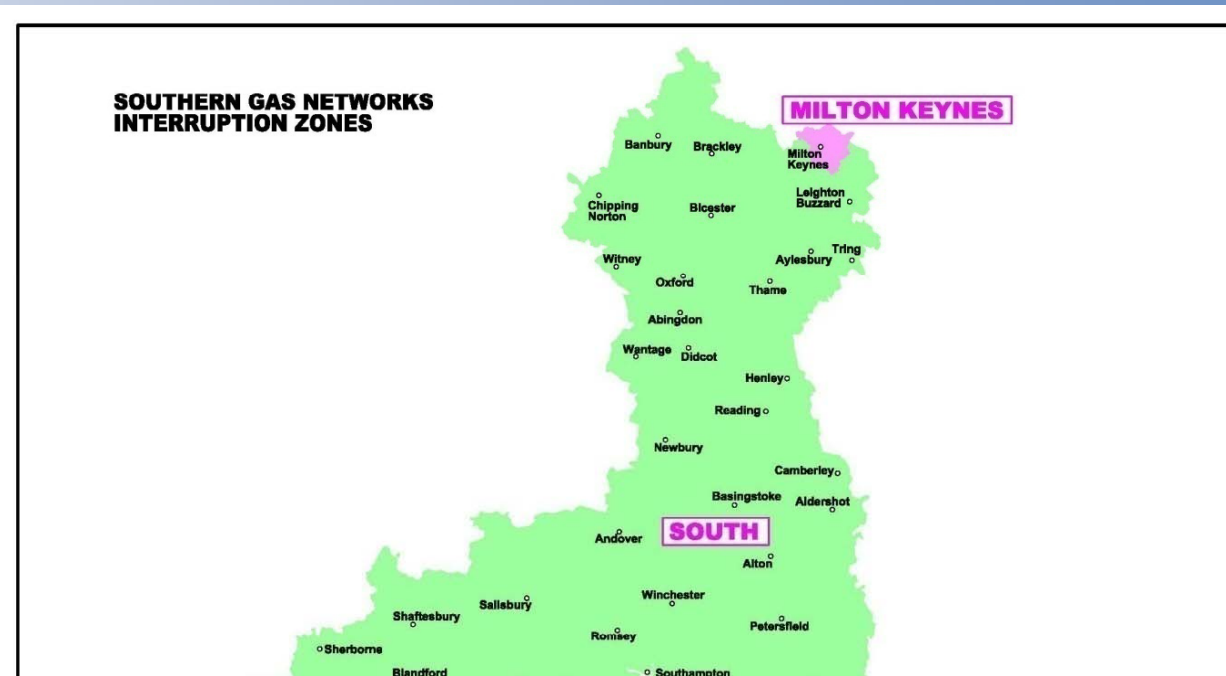 SOUTHERN GAS NETWORKS
INTERRUPTION ZONES
MILTON KEYNES
Banbury
Brackley
Milton
Keynes
Chipping
Norton
Bicester
Leighton
Buzzard
Witney
Oxford
Aylesbury
Tring
Thame
Abingdon
Wantage
Didcot
Henley
Reading
Newbury
Camberley
Basingstoke
Aldershot
SOUTH
Andover
Alton
Salisbury
Winchester
Shaftesbury
Romsey
Petersfield
Sherborne
Blandford
Southampton